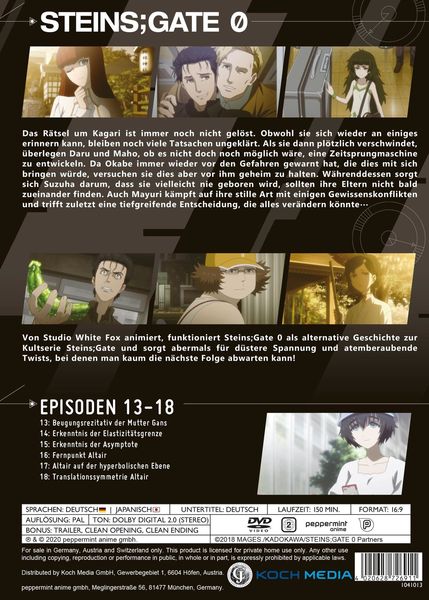 STEINS;GATE 0
Das Rätsel um Kagari ist immer noch nicht gelöst. Obwohl sie sich wieder an einiges
erinnern kann, bleiben noch viele Tatsachen ungeklärt. Als sie dann plötzlich verschwindet,
überlegen Daru und Maho, ob es nicht doch noch möglich wäre, eine Zeitsprungmaschine
zu entwickeln. Da Okabe immer wieder vor den Gefahren gewarnt hat, die dies mit sich
bringen würde, versuchen sie dies aber vor ihm geheim zu halten. Währenddessen sorgt
sich Suzuha darum, dass sie vielleicht nie geboren wird, sollten ihre Eltern nicht bald
zueinander finden. Auch Mayuri kämpft auf ihre stille Art mit einigen Gewissenskonflikten
und trifft zuletzt eine tiefgreifende Entscheidung, die alles verändern könnte…
Von Studio White Fox animiert, funktioniert Steins;Gate 0 als alternative Geschichte zur
Kultserie Steins;Gate und sorgt abermals für düstere Spannung und atemberaubende
Twists, bei denen man kaum die nächste Folge abwarten kann!
EPISODEN 13-18
13: Beugungsrezitativ der Mutter Gans
14: Erkenntnis der Elastizitätsgrenze
15: Erkenntnis der Asymptote
16: Fernpunkt Altair
17: Altair auf der hyperbolischen Ebene
18: Translationssymmetrie Altair
SPRACHEN: DEUTSCH | JAPANISCH UNTERTITEL: DEUTSCH LAUFZEIT: 150 MIN. FORMAT: 16:9
AUFLÖSUNG: PAL TON: DOLBY DIGITAL 2.0 (STEREO)
BONUS: TRAILER, CLEAN OPENING, CLEAN ENDING
DVD VIDEO 2 peppermint anime
℗ & © 2020 peppermint anime gmbh ©2018 MAGES./KADOKAWA/STEINS;GATE 0 Partners
For sale in Germany, Austria and Switzerland only. This product is licensed for private home use only. Any other use
including copying, reproduction or performance in public, in whole or in part, is expressly prohibited by applicable laws.
Distributed by Koch Media GmbH, Gewerbegebiet 1, 6604 Höfen, Austria.
peppermint anime gmbh, Meglingerstraße 56, 81477 München, Germany.
KOCH MEDIA
4 020628 726911
1041013